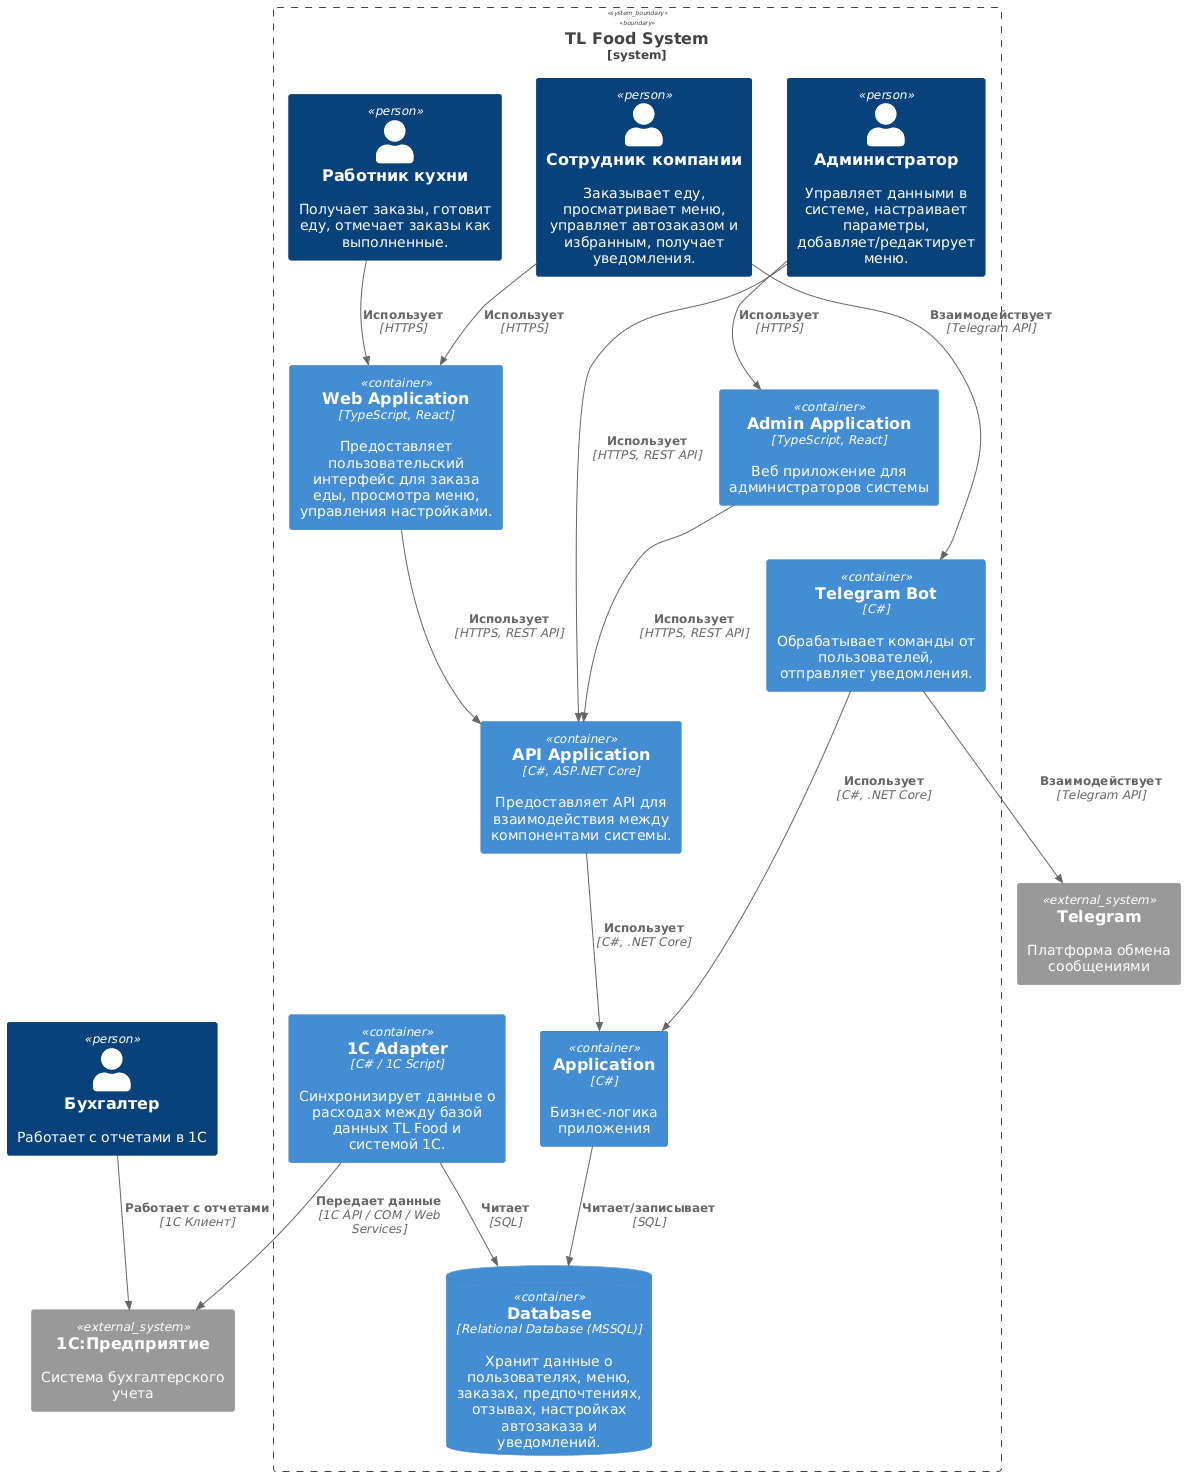 «system_boundary»
«boundary»
TL Food System
[system]
«person»
Работник кухни
Получает заказы, готовит
еду, отмечает заказы как
выполненные.
«person»
Сотрудник компании
Заказывает еду,
просматривает меню,
управляет автозаказом и
избранным, получает
уведомления.
«person»
Администратор
Управляет данными в
системе, настраивает
параметры,
добавляет/редактирует
меню.
Использует
[HTTPS]
Использует
[HTTPS]
Использует
[HTTPS]
Взаимодействует
[Telegram API]
«container»
Web Application
[TypeScript, React]
Предоставляет
пользовательский
интерфейс для заказа
еды, просмотра меню,
управления настройками.
Использует
[HTTPS, REST API]
«container»
Admin Application
[TypeScript, React]
Веб приложение для
администраторов системы
«container»
Telegram Bot
[C#]
Обрабатывает команды от
пользователей,
отправляет уведомления.
Использует
[HTTPS, REST API]
Использует
[HTTPS, REST API]
«container»
API Application
[C#, ASP.NET Core]
Предоставляет API для
взаимодействия между
компонентами системы.
Использует
[C#, .NET Core]
Взаимодействует
[Telegram API]
«external_system»
Telegram
Платформа обмена
сообщениями
Использует
[C#, .NET Core]
«person»
Бухгалтер
Работает с отчетами в 1С
«container»
1C Adapter
[C# / 1C Script]
Синхронизирует данные о
расходах между базой
данных TL Food и
системой 1С.
«container»
Application
[C#]
Бизнес-логика
приложения
Работает с отчетами
[1С Клиент]
Передает данные
[1C API / COM / Web
Services]
Читает
[SQL]
Читает/записывает
[SQL]
«external_system»
1С:Предприятие
Система бухгалтерского
учета
«container»
Database
[Relational Database (MSSQL)]
Хранит данные о
пользователях, меню,
заказах, предпочтениях,
отзывах, настройках
автозаказа и
уведомлений.